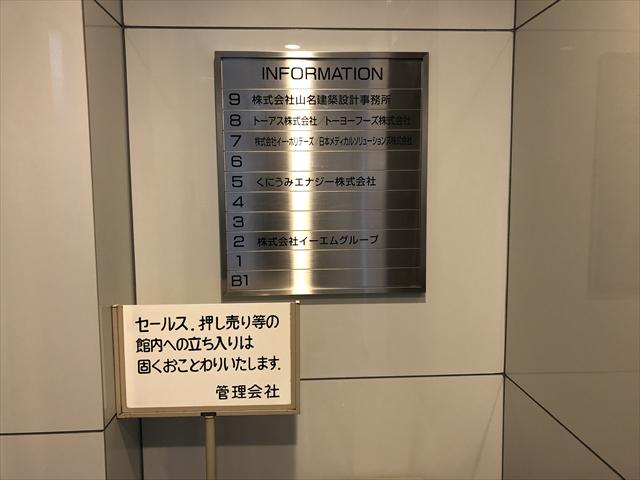 INFORMATION
9 株式会社山名建築設計事務所
8 トーアス株式会社/トーヨーフーズ株式会社
7 株式会社イー・ホリデーズ/日本メディカルソリューションズ株式会社
6
5 くにうみエナジー株式会社
4
3
2 株式会社イーエムグループ
1
B1
セールス.押し売り等の
館内への立ち入りは
固くおことわりいたします.
管理会社